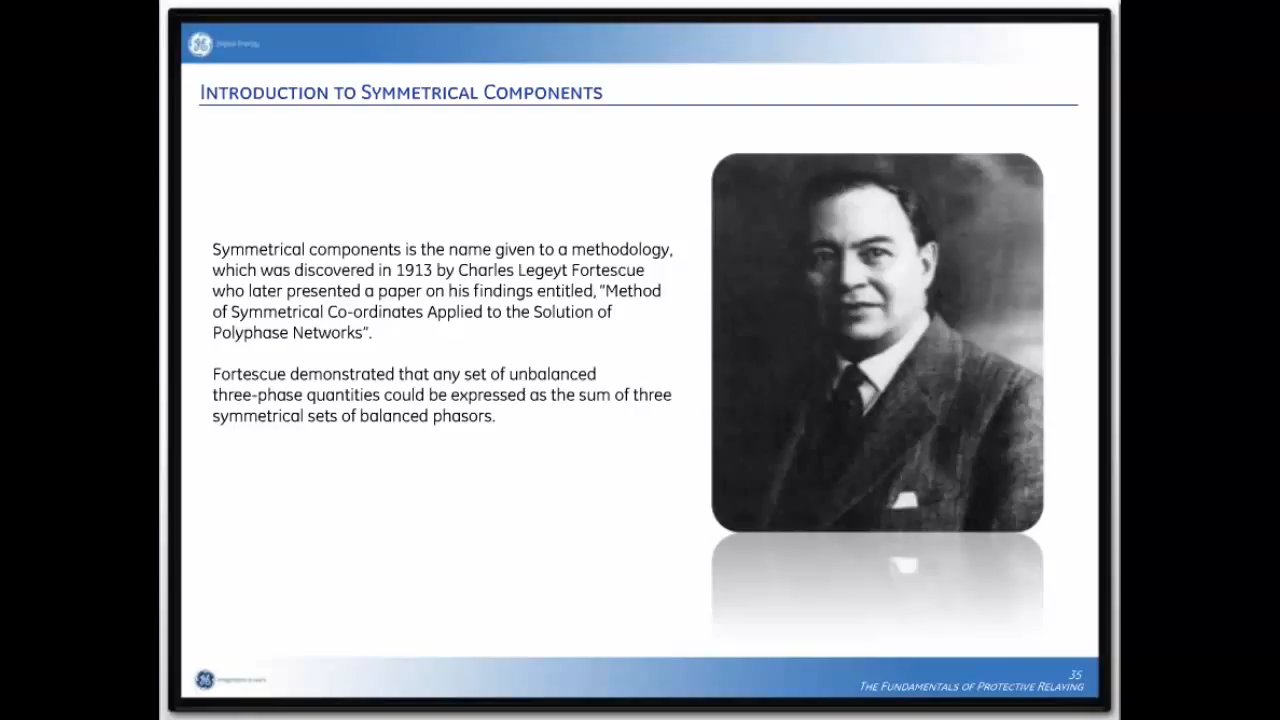 Digital Energy
INTRODUCTION TO SYMMETRICAL COMPONENTS
Symmetrical components is the name given to a methodology,
which was discovered in 1913 by Charles Legeyt Fortescue
who later presented a paper on his findings entitled, "Method
of Symmetrical Co-ordinates Applied to the Solution of
Polyphase Networks".
Fortescue demonstrated that any set of unbalanced
three-phase quantities could be expressed as the sum of three
symmetrical sets of balanced phasors.
35
THE FUNDAMENTALS OF PROTECTIVE RELAYING